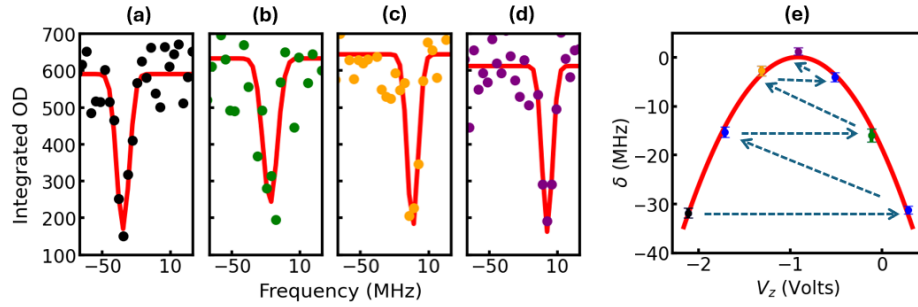 (a) (b) (c) (d) (e)
700
600
500
400
300
200
100
Integrated OD
−50 10 −50 10 −50 10 −50 10
Frequency (MHz)
0
−10
−20
−30
−40
δ (MHz)
−2 −1 0
V_z (Volts)